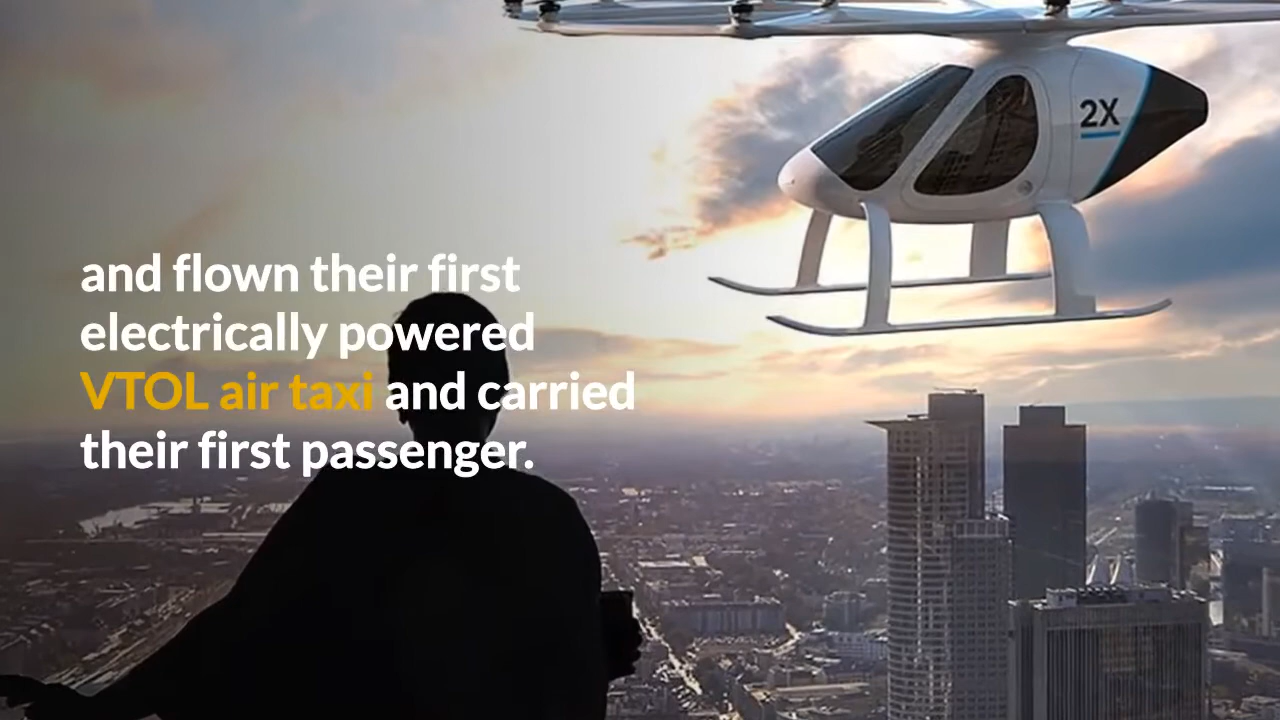 2X
and flown their first
electrically powered
VTOL air taxi and carried
their first passenger.